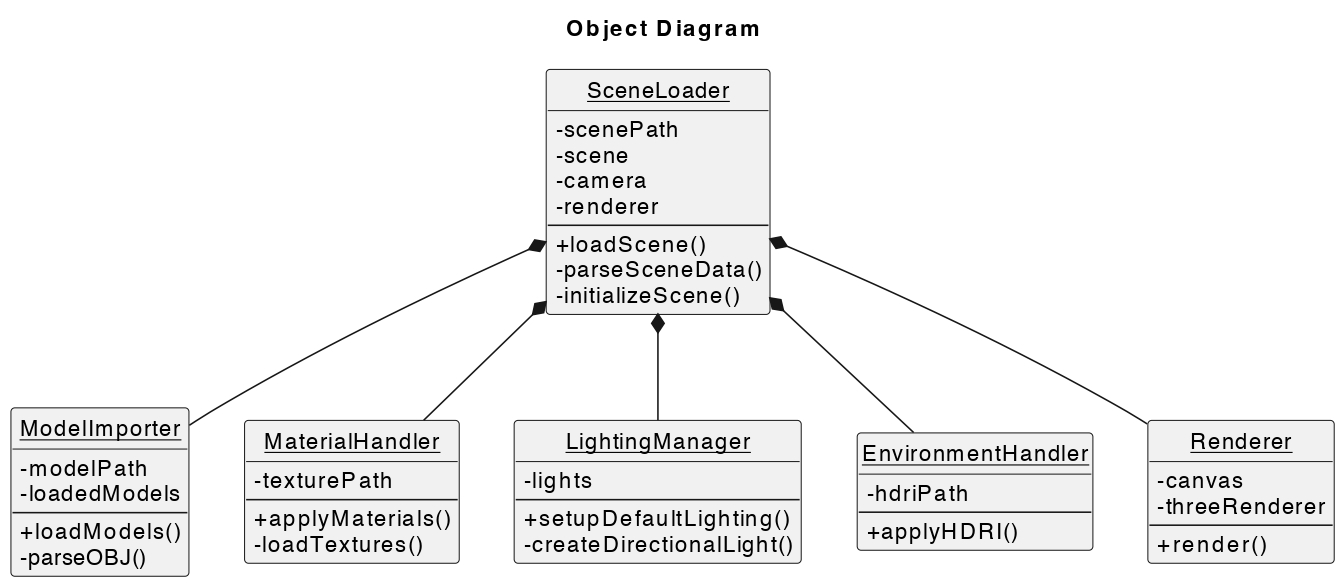 Object Diagram
SceneLoader
-scenePath
-scene
-camera
-renderer
+loadScene()
-parseSceneData()
-initializeScene()
ModelImporter
-modelPath
-loadedModels
+loadModels()
-parseOBJ()
MaterialHandler
-texturePath
+applyMaterials()
-loadTextures()
LightingManager
-lights
+setupDefaultLighting()
-createDirectionalLight()
EnvironmentHandler
-hdriPath
+applyHDRI()
Renderer
-canvas
-threeRenderer
+render()